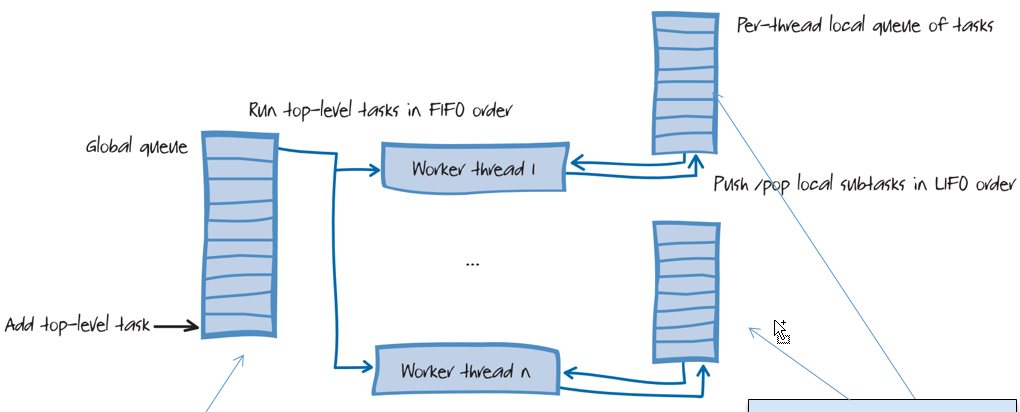 Per-thread local queue of tasks
Run top-level tasks in FIFO order
Global queue
Worker thread 1
Push /pop local subtasks in LIFO order
...
Add top-level task
Worker thread n